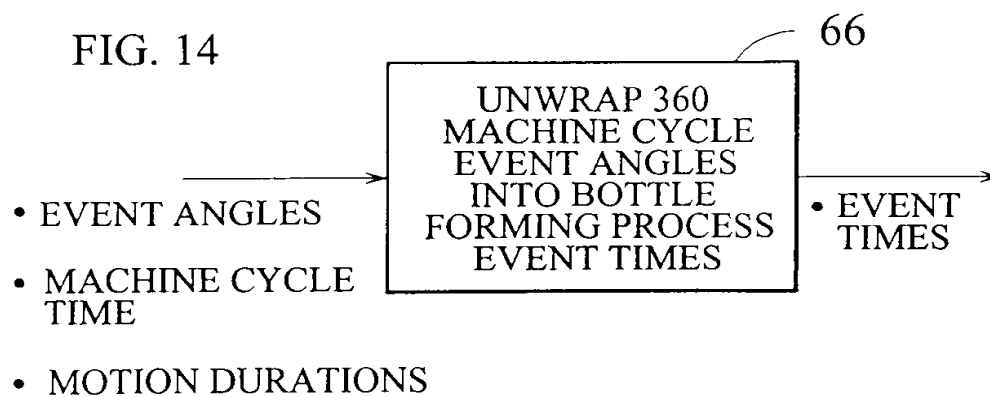 FIG. 14
66
UNWRAP 360
MACHINE CYCLE
EVENT ANGLES
INTO BOTTLE
FORMING PROCESS
EVENT TIMES
• EVENT ANGLES
• MACHINE CYCLE
TIME
• MOTION DURATIONS
• EVENT
TIMES